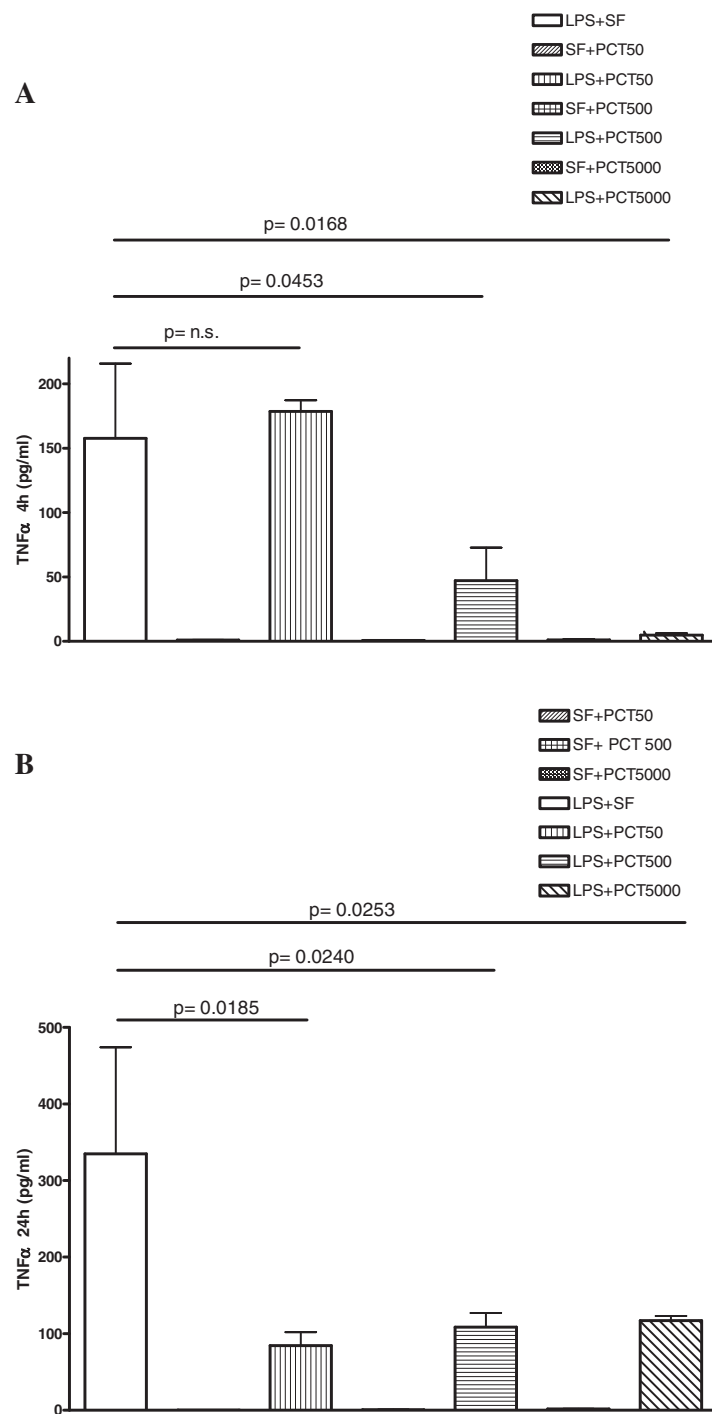 LPS+SF
SF+PCT50
A
LPS+PCT50
SF+PCT500
LPS+PCT500
SF+PCT5000
LPS+PCT5000
p= 0.0168
p= 0.0453
p= n.s.
200
150
100
50
0
TNFα 4h (pg/ml)
SF+PCT50
SF+ PCT 500
B
SF+PCT5000
LPS+SF
LPS+PCT50
LPS+PCT500
LPS+PCT5000
p= 0.0253
p= 0.0240
p= 0.0185
500
400
300
200
100
0
TNFα 24h (pg/ml)